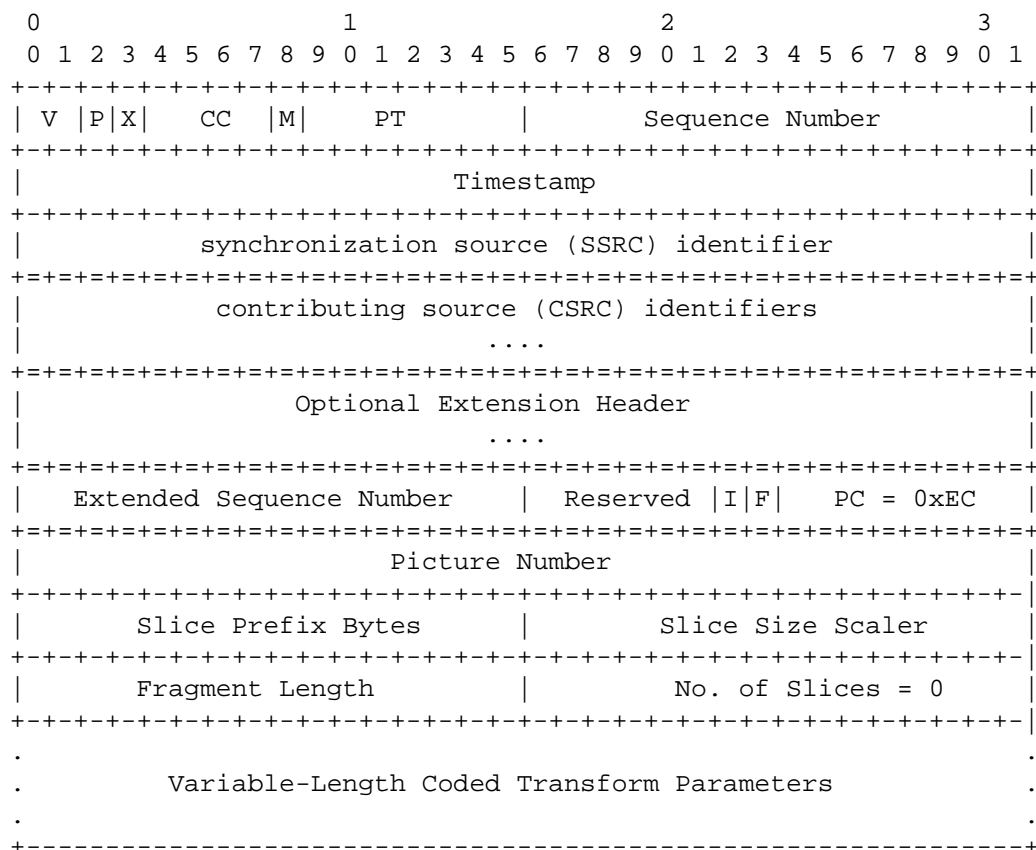 0                   1                   2                   3
 0 1 2 3 4 5 6 7 8 9 0 1 2 3 4 5 6 7 8 9 0 1 2 3 4 5 6 7 8 9 0 1
+-+-+-+-+-+-+-+-+-+-+-+-+-+-+-+-+-+-+-+-+-+-+-+-+-+-+-+-+-+-+-+-+
| V |P|X|   CC  |M|    PT       |       Sequence Number         |
+-+-+-+-+-+-+-+-+-+-+-+-+-+-+-+-+-+-+-+-+-+-+-+-+-+-+-+-+-+-+-+-+
|                           Timestamp                           |
+-+-+-+-+-+-+-+-+-+-+-+-+-+-+-+-+-+-+-+-+-+-+-+-+-+-+-+-+-+-+-+-+
|           synchronization source (SSRC) identifier            |
+=+=+=+=+=+=+=+=+=+=+=+=+=+=+=+=+=+=+=+=+=+=+=+=+=+=+=+=+=+=+=+=+
|            contributing source (CSRC) identifiers             |
|                             ....                              |
+=+=+=+=+=+=+=+=+=+=+=+=+=+=+=+=+=+=+=+=+=+=+=+=+=+=+=+=+=+=+=+=+
|                 Optional Extension Header                     |
|                             ....                              |
+=+=+=+=+=+=+=+=+=+=+=+=+=+=+=+=+=+=+=+=+=+=+=+=+=+=+=+=+=+=+=+=+
|   Extended Sequence Number    |  Reserved |I|F|   PC = 0xEC   |
+=+=+=+=+=+=+=+=+=+=+=+=+=+=+=+=+=+=+=+=+=+=+=+=+=+=+=+=+=+=+=+=+
|                       Picture Number                          |
+-+-+-+-+-+-+-+-+-+-+-+-+-+-+-+-+-+-+-+-+-+-+-+-+-+-+-+-+-+-+-+-|
|       Slice Prefix Bytes      |        Slice Size Scaler      |
+-+-+-+-+-+-+-+-+-+-+-+-+-+-+-+-+-+-+-+-+-+-+-+-+-+-+-+-+-+-+-+-|
|       Fragment Length         |         No. of Slices = 0     |
+-+-+-+-+-+-+-+-+-+-+-+-+-+-+-+-+-+-+-+-+-+-+-+-+-+-+-+-+-+-+-+-|
.                                                               .
.         Variable-Length Coded Transform Parameters            .
.                                                               .
+---------------------------------------------------------------+